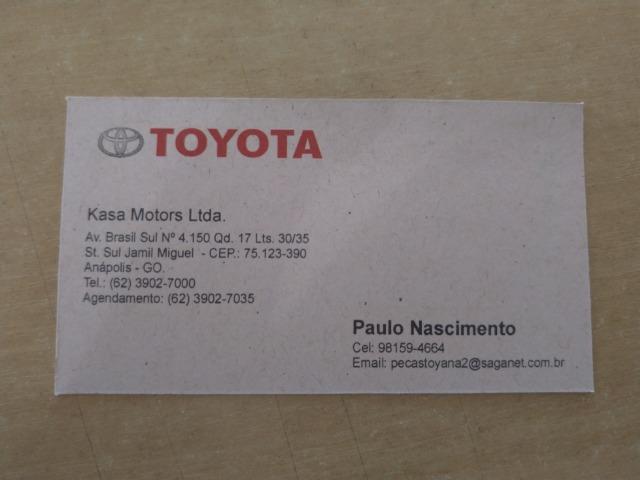 TOYOTA
Kasa Motors Ltda.
Av. Brasil Sul Nº 4.150 Qd. 17 Lts. 30/35
St. Sul Jamil Miguel - CEP.: 75.123-390
Anápolis - GO.
Tel.: (62) 3902-7000
Agendamento: (62) 3902-7035
Paulo Nascimento
Cel: 98159-4664
Email: pecastoyana2@saganet.com.br